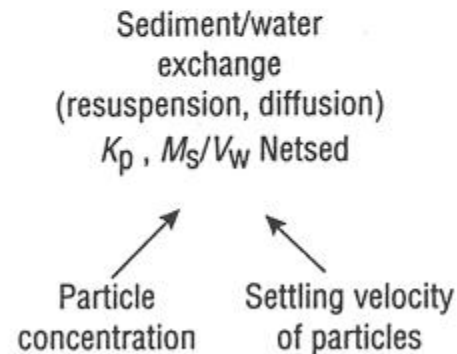 Sediment/water
exchange
(resuspension, diffusion)
Kp , Ms/Vw Netsed
Particle
concentration
Settling velocity
of particles